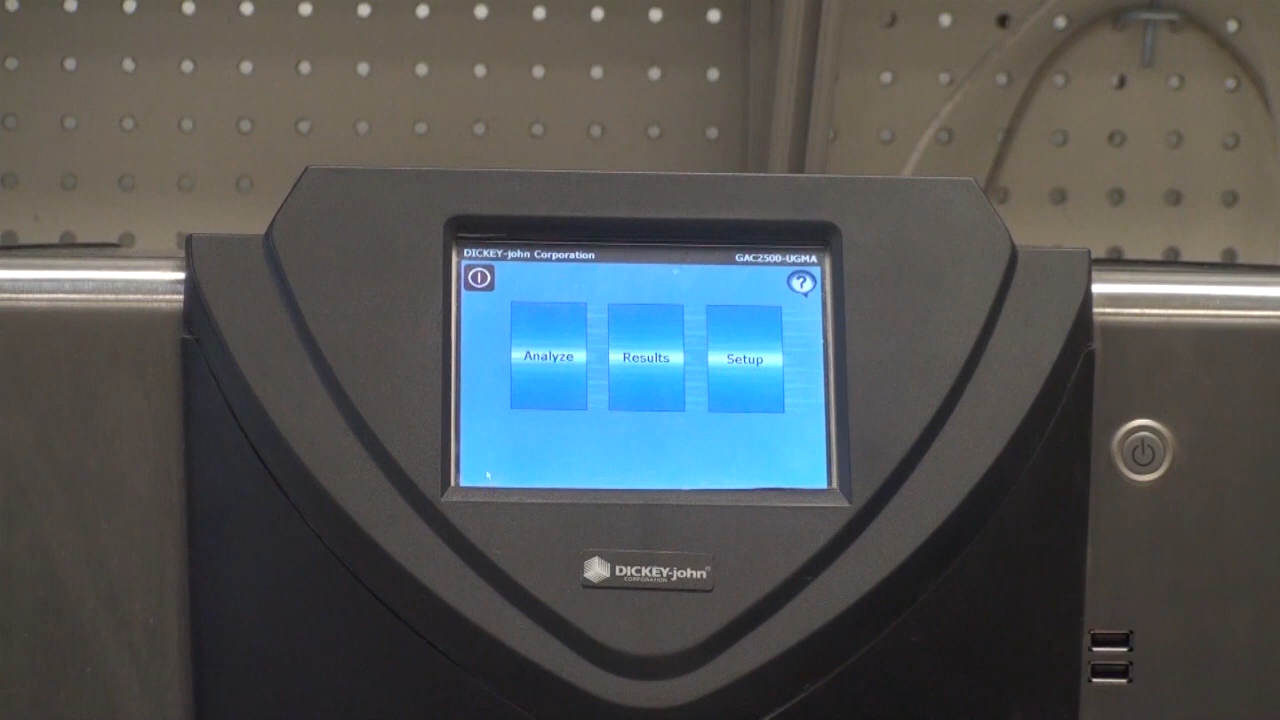 DICKEY-john Corporation GAC2500-UGMA
?
Analyze Results Setup
DICKEY-john®
CORPORATION